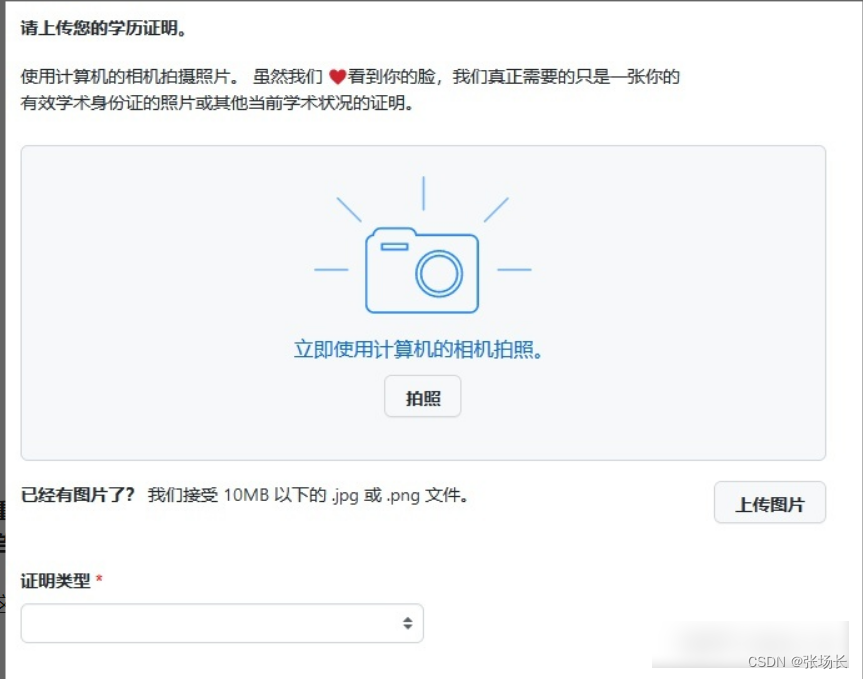 请上传您的学历证明。
使用计算机的相机拍摄照片。 虽然我们 ❤看到你的脸，我们真正需要的只是一张你的
有效学术身份证的照片或其他当前学术状况的证明。
立即使用计算机的相机拍照。
拍照
已经有图片了？ 我们接受 10MB 以下的 .jpg 或 .png 文件。
上传图片
证明类型 *
CSDN @张场长